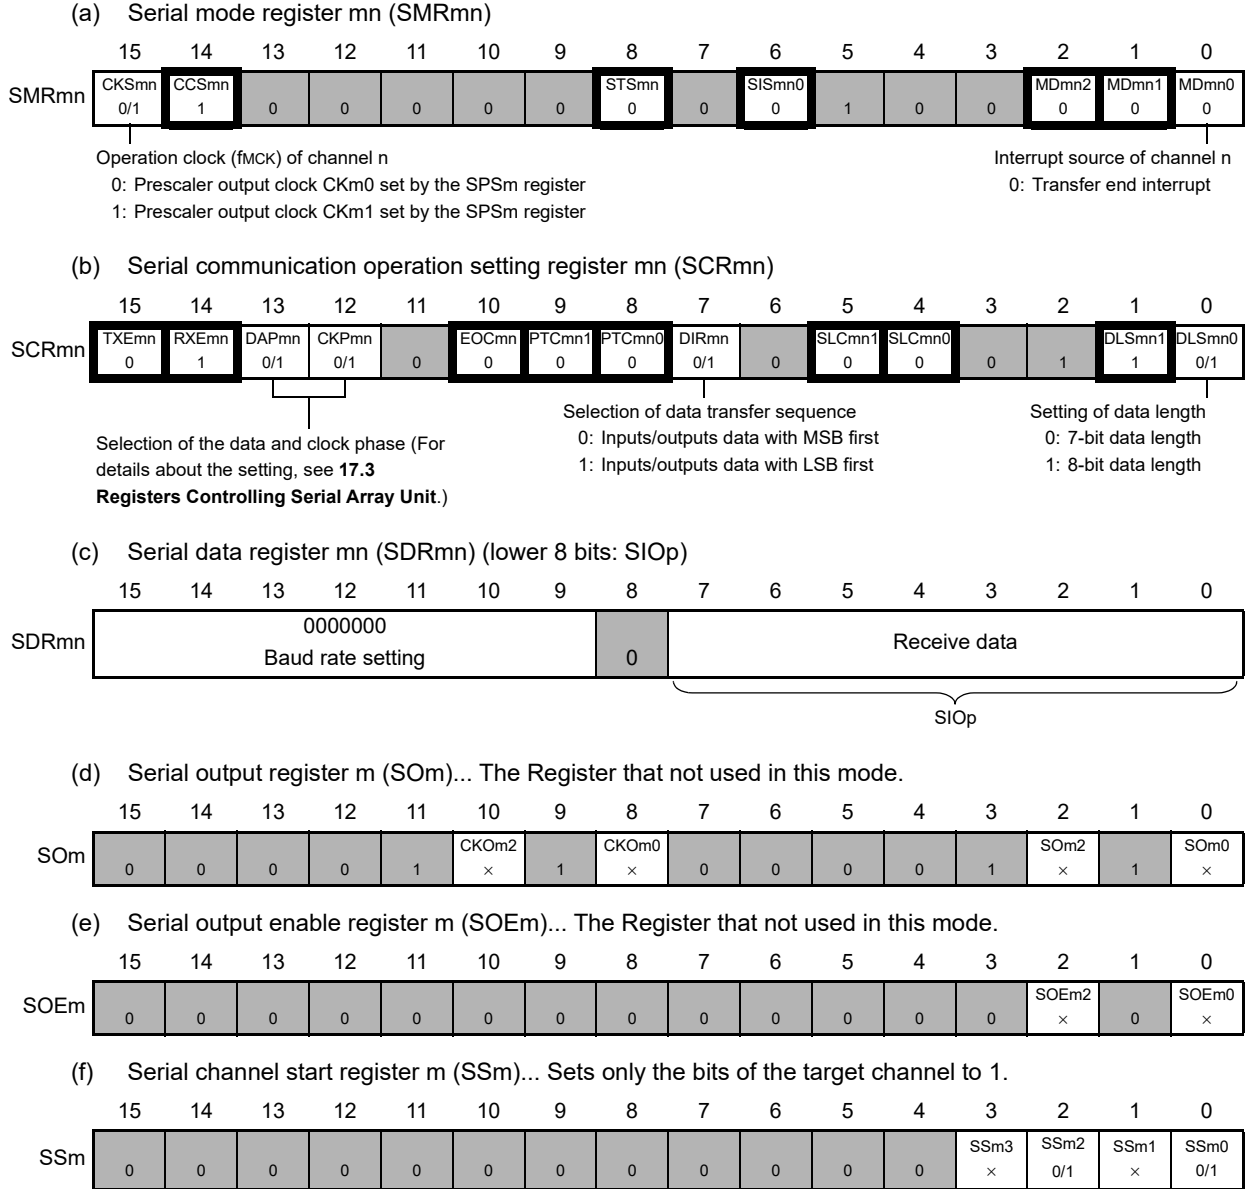 (a) Serial mode register mn (SMRmn)
15 14 13 12 11 10 9 8 7 6 5 4 3 2 1 0
SMRmn CKSmn CCSmn STSmn SISmn0 MDmn2 MDmn1 MDmn0
0/1 1 0 0 0 0 0 0 0 0 1 0 0 0 0 0
Operation clock (fMCK) of channel n Interrupt source of channel n
0: Prescaler output clock CKm0 set by the SPSm register 0: Transfer end interrupt
1: Prescaler output clock CKm1 set by the SPSm register
(b) Serial communication operation setting register mn (SCRmn)
15 14 13 12 11 10 9 8 7 6 5 4 3 2 1 0
SCRmn TXEmn RXEmn DAPmn CKPmn EOCmn PTCmn1 PTCmn0 DIRmn SLCmn1 SLCmn0 DLSmn1 DLSmn0
0 1 0/1 0/1 0 0 0 0 0/1 0 0 0 0 1 1 0/1
Selection of data transfer sequence Setting of data length
0: Inputs/outputs data with MSB first 0: 7-bit data length
1: Inputs/outputs data with LSB first 1: 8-bit data length
Selection of the data and clock phase (For
details about the setting, see 17.3
Registers Controlling Serial Array Unit.)
(c) Serial data register mn (SDRmn) (lower 8 bits: SIOp)
15 14 13 12 11 10 9 8 7 6 5 4 3 2 1 0
SDRmn 0000000
Baud rate setting 0 Receive data
SIOp
(d) Serial output register m (SOm)... The Register that not used in this mode.
15 14 13 12 11 10 9 8 7 6 5 4 3 2 1 0
SOm CKOm2 CKOm0 SOm2 SOm0
0 0 0 0 1 × 1 × 0 0 0 0 1 × 1 ×
(e) Serial output enable register m (SOEm)... The Register that not used in this mode.
15 14 13 12 11 10 9 8 7 6 5 4 3 2 1 0
SOEm SOEm2 SOEm0
0 0 0 0 0 0 0 0 0 0 0 0 0 × 0 ×
(f) Serial channel start register m (SSm)... Sets only the bits of the target channel to 1.
15 14 13 12 11 10 9 8 7 6 5 4 3 2 1 0
SSm SSm3 SSm2 SSm1 SSm0
0 0 0 0 0 0 0 0 0 0 0 0 × 0/1 × 0/1